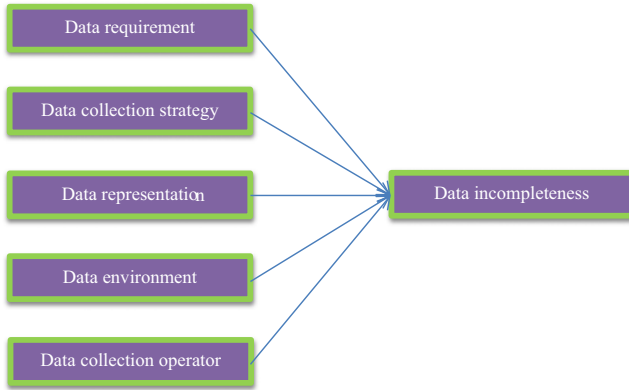 Data requirement
Data collection strategy
Data representation
Data incompleteness
Data environment
Data collection operator